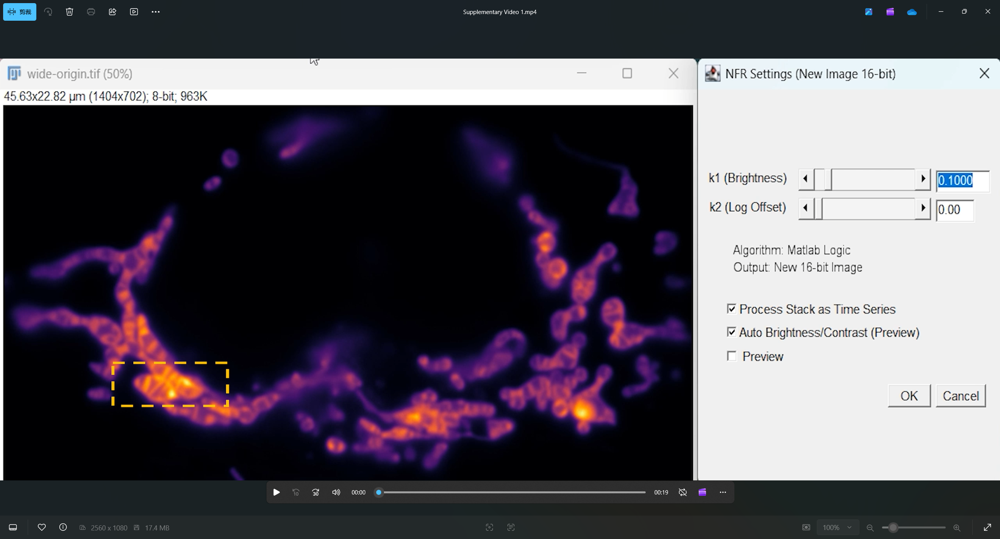 剪裁
Supplementary Video 1.mp4
wide-origin.tif (50%)
45.63x22.82 µm (1404x702); 8-bit; 963K
NFR Settings (New Image 16-bit)
k1 (Brightness)
0.1000
k2 (Log Offset)
0.00
Algorithm: Matlab Logic
Output: New 16-bit Image
Process Stack as Time Series
Auto Brightness/Contrast (Preview)
Preview
OK
Cancel
10
30
00:00
00:19
2560 x 1080
17.4 MB
100%